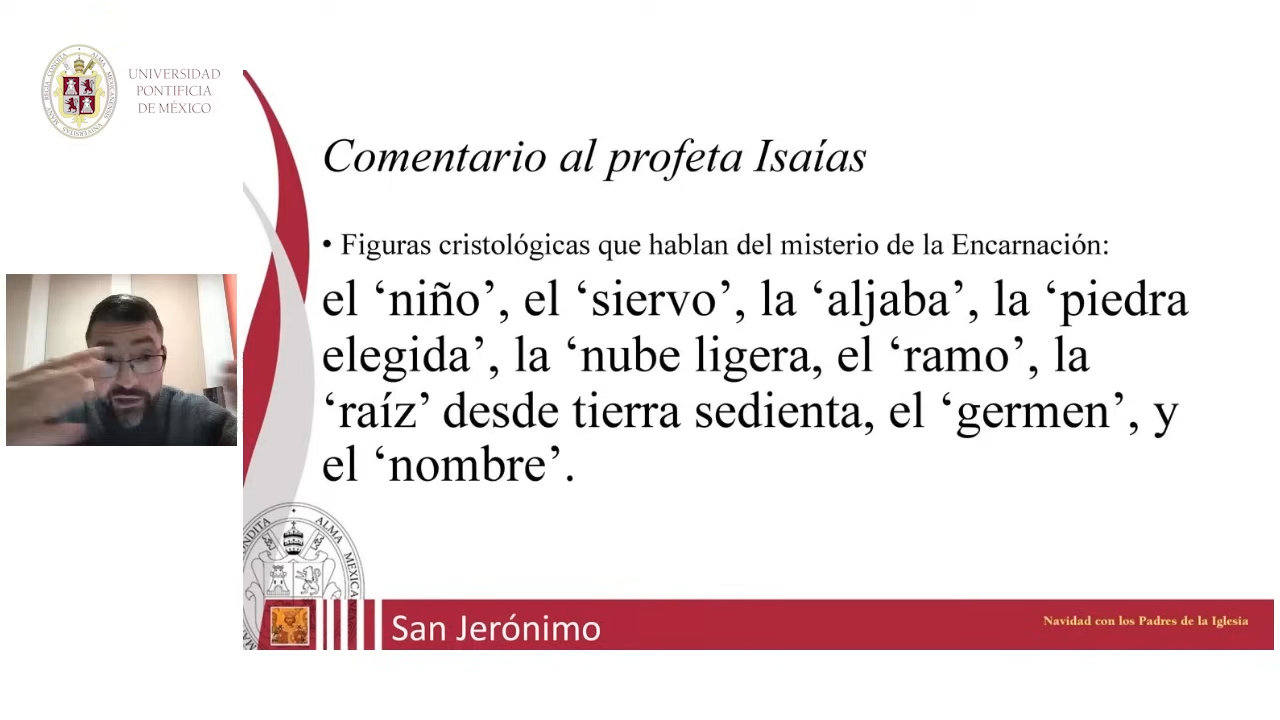 UNIVERSIDAD
PONTIFICIA
DE MÉXICO
Comentario al profeta Isaías
• Figuras cristológicas que hablan del misterio de la Encarnación:
el ‘niño’, el ‘siervo’, la ‘aljaba’, la ‘piedra
elegida’, la ‘nube ligera, el ‘ramo’, la
‘raíz’ desde tierra sedienta, el ‘germen’, y
el ‘nombre’.
ALMA MEXICA
San Jerónimo
Navidad con los Padres de la Iglesia